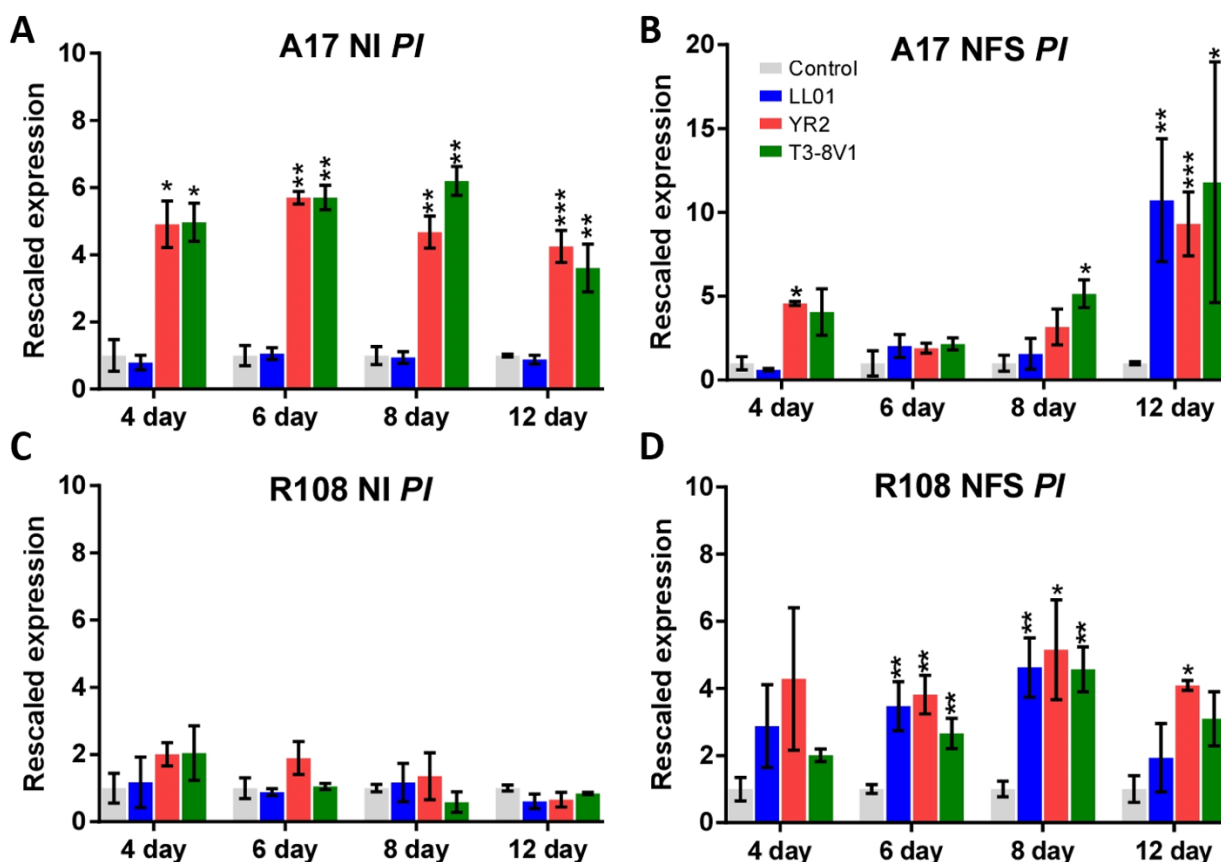 A
A17 NI PI
Rescaled expression
10
8
6
4
2
0
* *
** **
** **
*** **
4 day 6 day 8 day 12 day
B
A17 NFS PI
Rescaled expression
20
15
10
5
0
Control
LL01
YR2
T3-8V1
*
*
** *** *
4 day 6 day 8 day 12 day
C
R108 NI PI
Rescaled expression
10
8
6
4
2
0
4 day 6 day 8 day 12 day
D
R108 NFS PI
Rescaled expression
10
8
6
4
2
0
** ** **
** * **
*
4 day 6 day 8 day 12 day